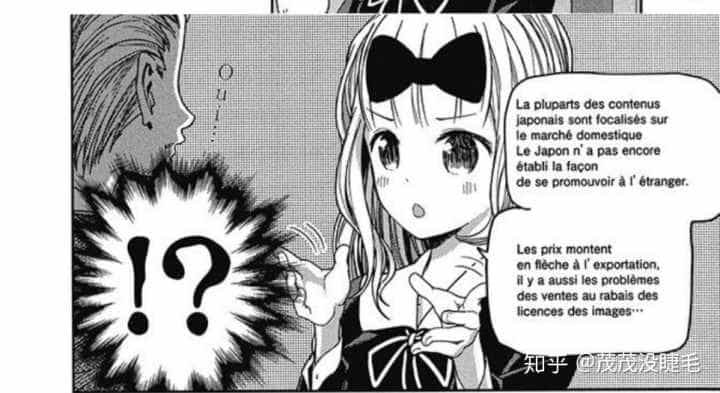 Oui...
La pluparts des contenus
japonais sont focalisés sur
le marché domestique
Le Japon n'a pas encore
établi la façon
de se promouvoir à l'étranger.
Les prix montent
en flèche à l'exportation,
il y a aussi les problèmes
des ventes au rabais des
licences des images…
!?
知乎 @茂茂没睫毛